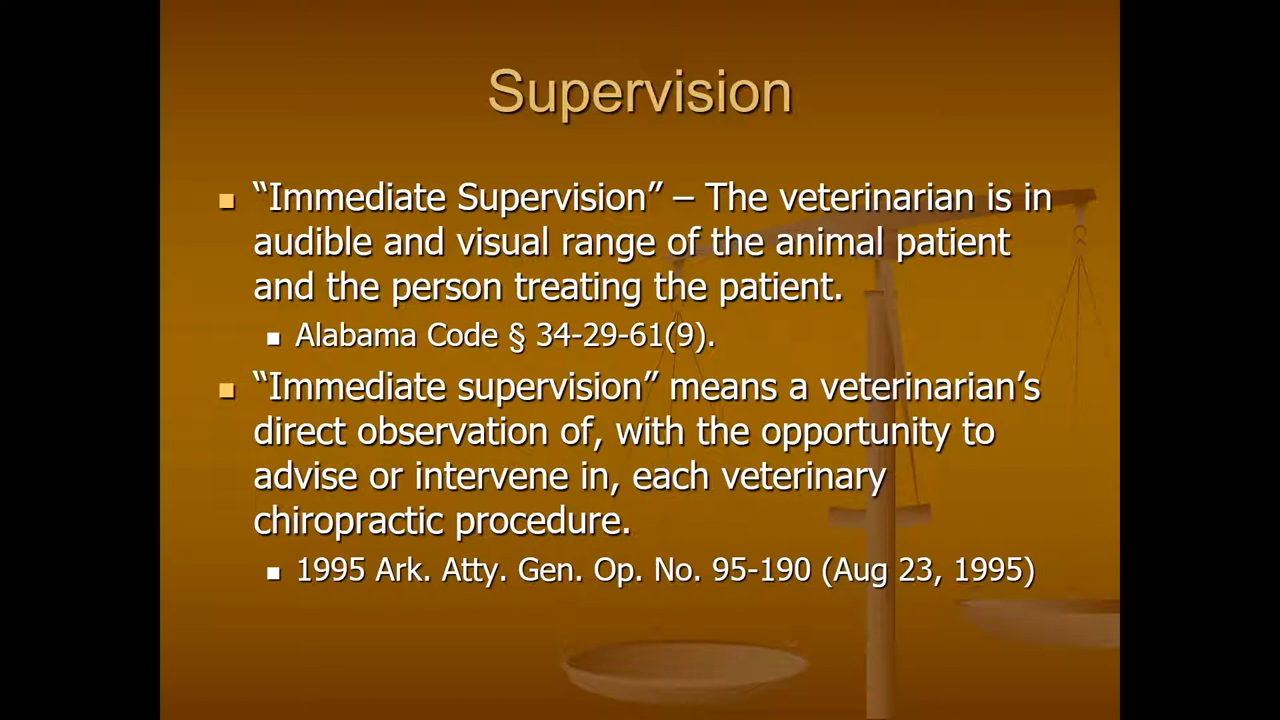 Supervision
“Immediate Supervision” – The veterinarian is in
audible and visual range of the animal patient
and the person treating the patient.
Alabama Code § 34-29-61(9).
“Immediate supervision” means a veterinarian’s
direct observation of, with the opportunity to
advise or intervene in, each veterinary
chiropractic procedure.
1995 Ark. Atty. Gen. Op. No. 95-190 (Aug 23, 1995)